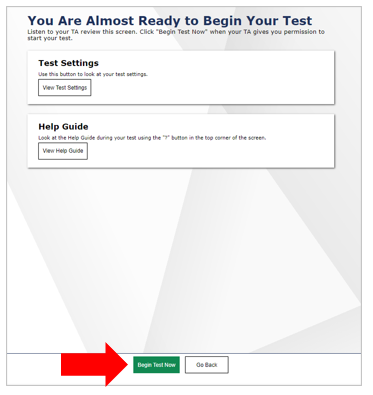 You Are Almost Ready to Begin Your Test
Listen to your TA review this screen. Click "Begin Test Now" when your TA gives you permission to
start your test.
Test Settings
Use this button to look at your test settings.
View Test Settings
Help Guide
Look at the Help Guide during your test using the "?" button in the top corner of the screen.
View Help Guide
Begin Test Now
Go Back